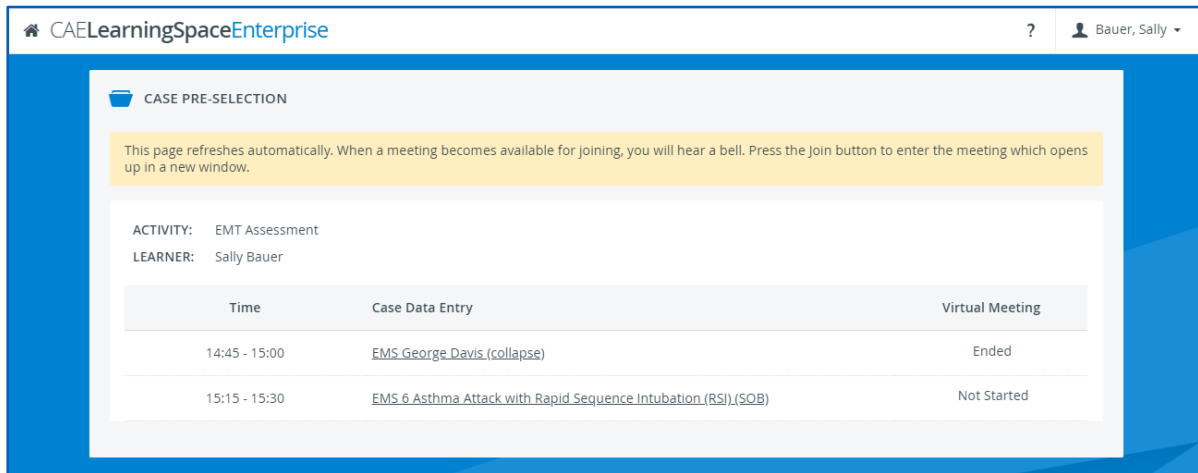 CAELearningSpaceEnterprise
? Bauer, Sally
CASE PRE-SELECTION
This page refreshes automatically. When a meeting becomes available for joining, you will hear a bell. Press the Join button to enter the meeting which opens
up in a new window.
ACTIVITY: EMT Assessment
LEARNER: Sally Bauer
Time Case Data Entry Virtual Meeting
14:45 - 15:00 EMS George Davis (collapse) Ended
15:15 - 15:30 EMS 6 Asthma Attack with Rapid Sequence Intubation (RSI) (SOB) Not Started